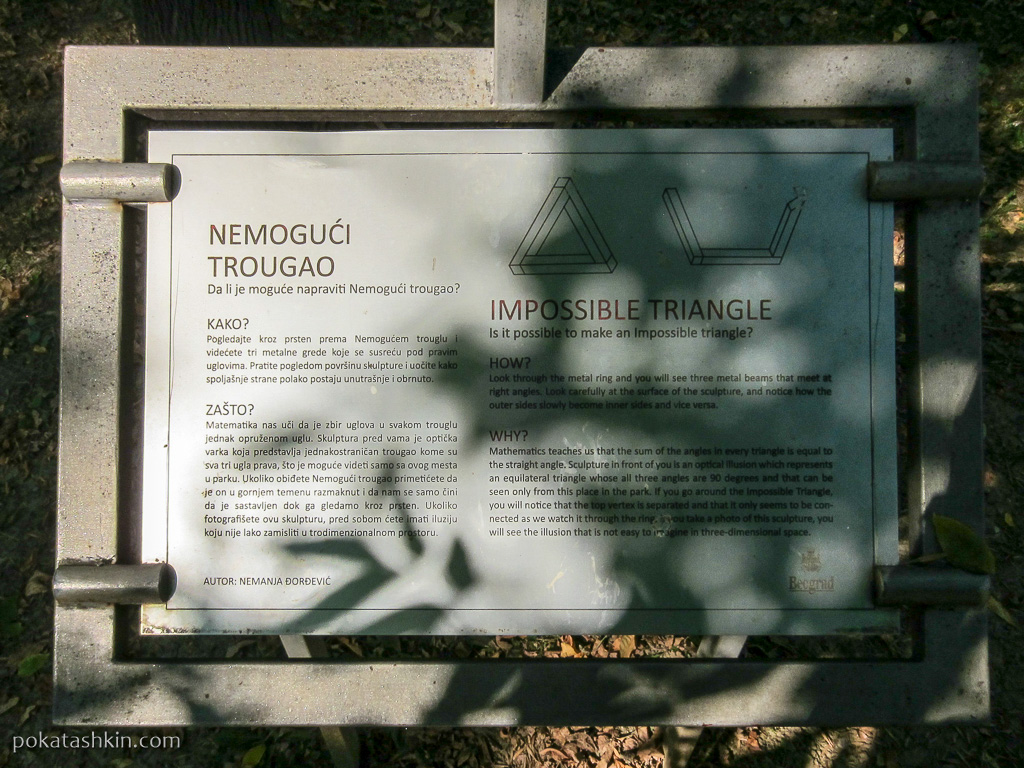 NEMOGUĆI
TROUGAO
Da li je moguće napraviti Nemogući trougao?
KAKO?
Pogledajte kroz prsten prema Nemogućem trouglu i
videćete tri metalne grede koje se susreću pod pravim
uglovima. Pratite pogledom površinu skulpture i uočite kako
spoljašnje strane polako postaju unutrašnje i obrnuto.
ZAŠTO?
Matematika nas uči da je zbir uglova u svakom trouglu
jednak opruženom uglu. Skulptura pred vama je optička
varka koja predstavlja jednakostraničan trougao kome su
sva tri ugla prava, što je moguće videti samo sa ovog mesta
u parku. Ukoliko obiđete Nemogući trougao primetićete da
je on u gornjem temenu razmaknut i da nam se samo čini
da je sastavljen dok ga gledamo kroz prsten. Ukoliko
fotografišete ovu skulpturu, pred sobom ćete imati iluziju
koju nije lako zamisliti u trodimenzionalnom prostoru.
AUTOR: NEMANJA ĐORĐEVIĆ
IMPOSSIBLE TRIANGLE
Is it possible to make an Impossible triangle?
HOW?
Look through the metal ring and you will see three metal beams that meet at
right angles. Look carefully at the surface of the sculpture, and notice how the
outer sides slowly become inner sides and vice versa.
WHY?
Mathematics teaches us that the sum of the angles in every triangle is equal to
the straight angle. Sculpture in front of you is an optical illusion which represents
an equilateral triangle whose all three angles are 90 degrees and that can be
seen only from this place in the park. If you go around the Impossible Triangle,
you will notice that the top vertex is separated and that it only seems to be con-
nected as we watch it through the ring. If you take a photo of this sculpture, you
will see the illusion that is not easy to imagine in three-dimensional space.
Beograd
pokatashkin.com